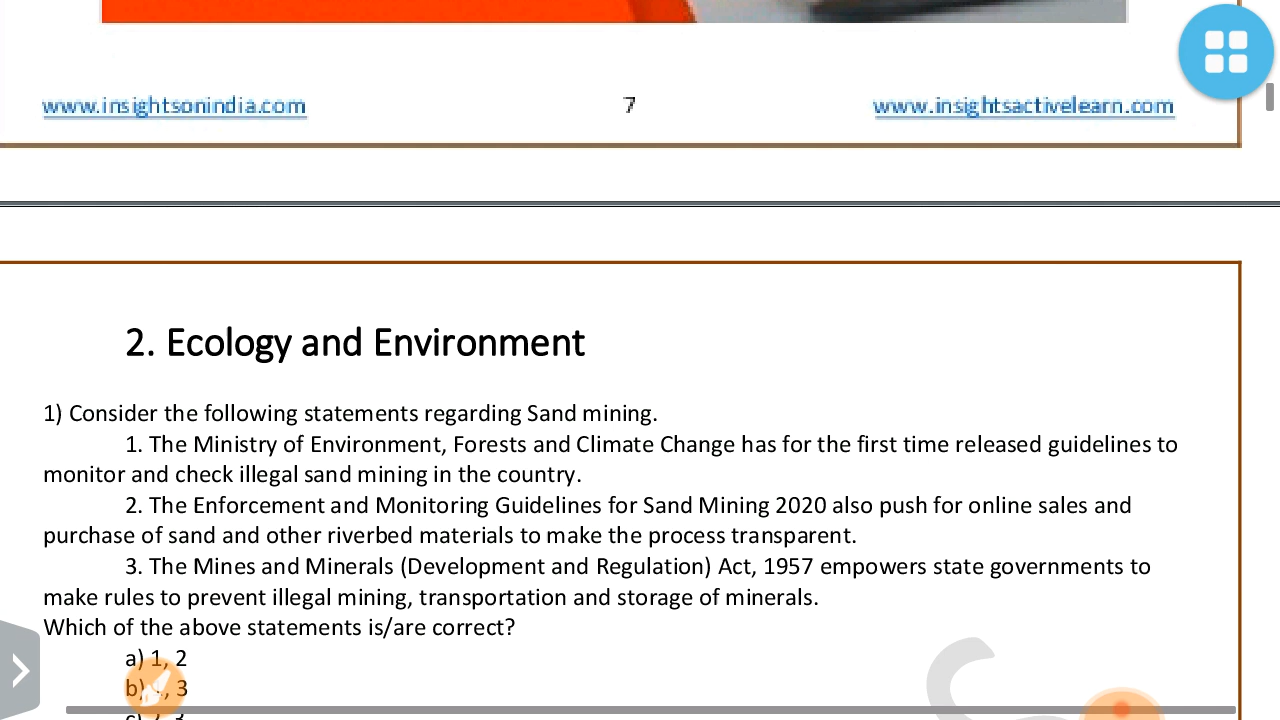 www.insightsonindia.com 7 www.insightsactivelearn.com
2. Ecology and Environment
1) Consider the following statements regarding Sand mining.
1. The Ministry of Environment, Forests and Climate Change has for the first time released guidelines to
monitor and check illegal sand mining in the country.
2. The Enforcement and Monitoring Guidelines for Sand Mining 2020 also push for online sales and
purchase of sand and other riverbed materials to make the process transparent.
3. The Mines and Minerals (Development and Regulation) Act, 1957 empowers state governments to
make rules to prevent illegal mining, transportation and storage of minerals.
Which of the above statements is/are correct?
a) 1, 2
b) , 3